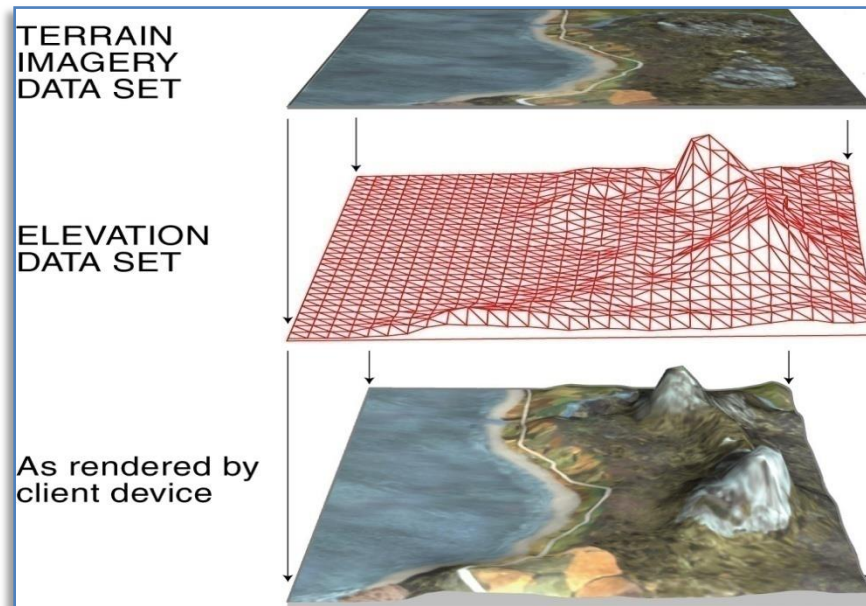 TERRAIN
IMAGERY
DATA SET
ELEVATION
DATA SET
As rendered by
client device